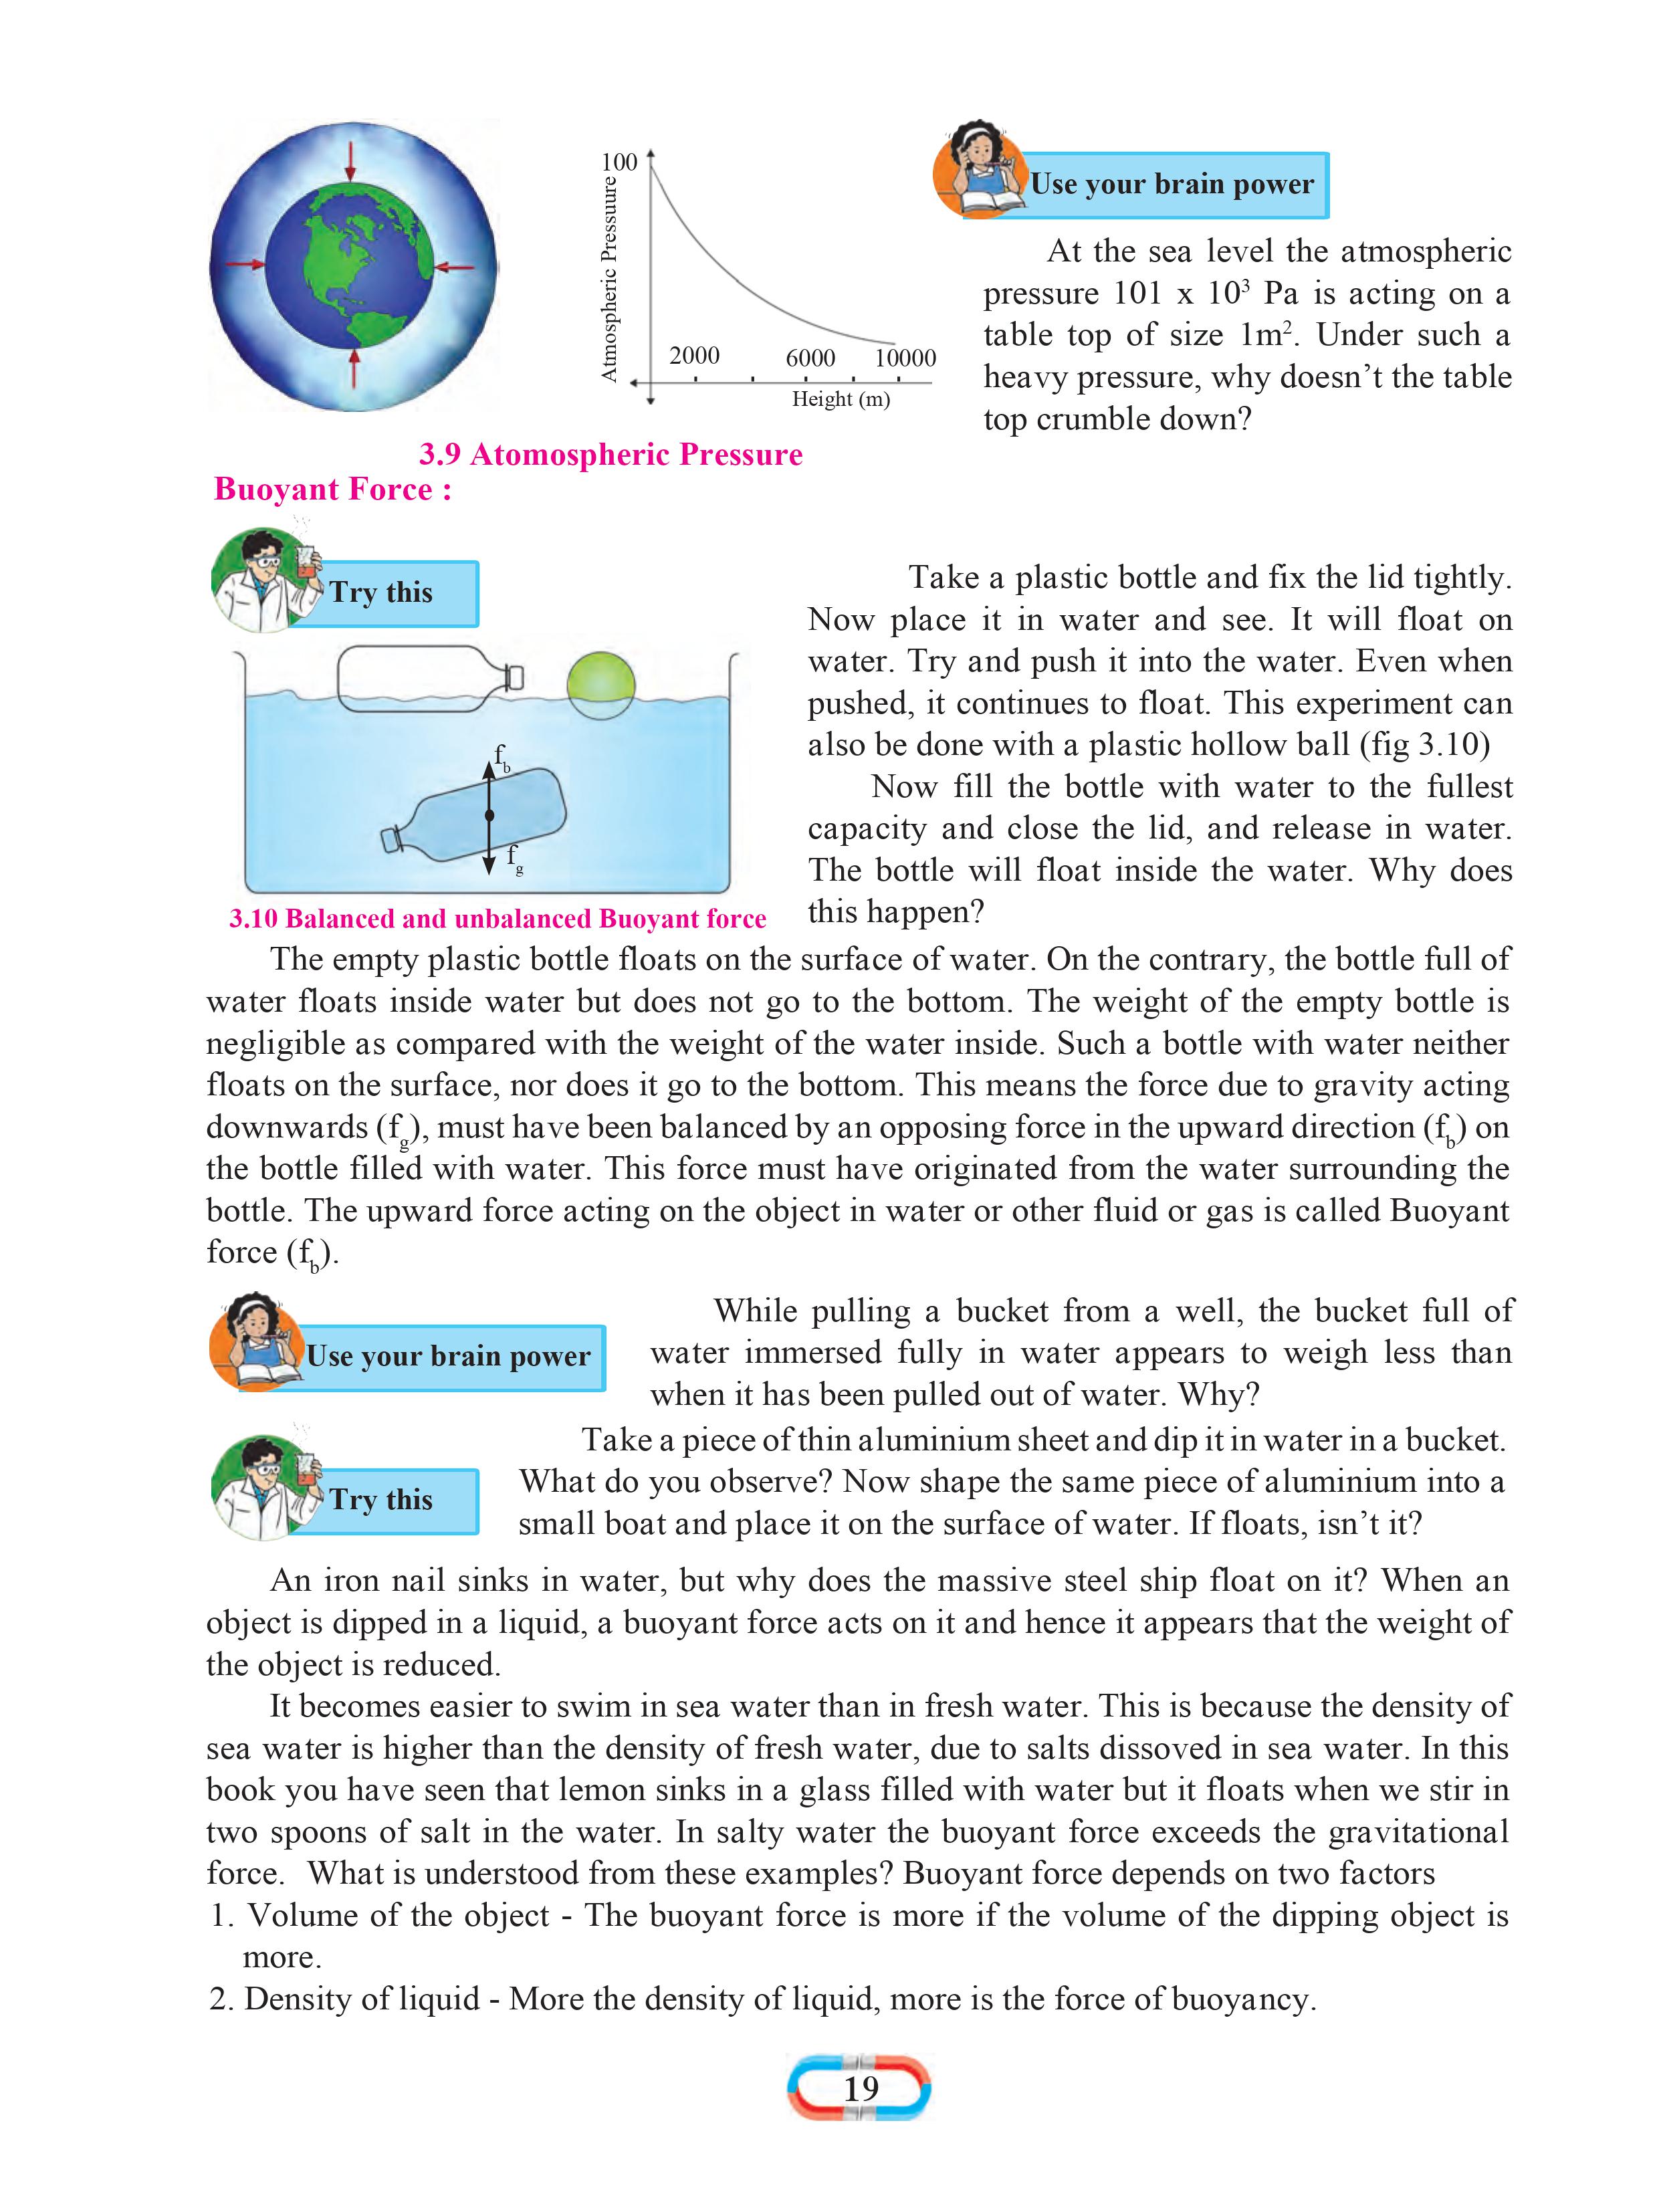 100
Atmospheric Pressuure
2000 6000 10000
Height (m)
3.9 Atomospheric Pressure
Use your brain power
At the sea level the atmospheric
pressure 101 x 10³ Pa is acting on a
table top of size 1m². Under such a
heavy pressure, why doesn’t the table
top crumble down?
Buoyant Force :
Try this
f_b
f_g
3.10 Balanced and unbalanced Buoyant force
Take a plastic bottle and fix the lid tightly.
Now place it in water and see. It will float on
water. Try and push it into the water. Even when
pushed, it continues to float. This experiment can
also be done with a plastic hollow ball (fig 3.10)
Now fill the bottle with water to the fullest
capacity and close the lid, and release in water.
The bottle will float inside the water. Why does
this happen?
The empty plastic bottle floats on the surface of water. On the contrary, the bottle full of
water floats inside water but does not go to the bottom. The weight of the empty bottle is
negligible as compared with the weight of the water inside. Such a bottle with water neither
floats on the surface, nor does it go to the bottom. This means the force due to gravity acting
downwards (f_g), must have been balanced by an opposing force in the upward direction (f_b) on
the bottle filled with water. This force must have originated from the water surrounding the
bottle. The upward force acting on the object in water or other fluid or gas is called Buoyant
force (f_b).
Use your brain power
While pulling a bucket from a well, the bucket full of
water immersed fully in water appears to weigh less than
when it has been pulled out of water. Why?
Try this
Take a piece of thin aluminium sheet and dip it in water in a bucket.
What do you observe? Now shape the same piece of aluminium into a
small boat and place it on the surface of water. If floats, isn’t it?
An iron nail sinks in water, but why does the massive steel ship float on it? When an
object is dipped in a liquid, a buoyant force acts on it and hence it appears that the weight of
the object is reduced.
It becomes easier to swim in sea water than in fresh water. This is because the density of
sea water is higher than the density of fresh water, due to salts dissoved in sea water. In this
book you have seen that lemon sinks in a glass filled with water but it floats when we stir in
two spoons of salt in the water. In salty water the buoyant force exceeds the gravitational
force. What is understood from these examples? Buoyant force depends on two factors
1. Volume of the object - The buoyant force is more if the volume of the dipping object is
more.
2. Density of liquid - More the density of liquid, more is the force of buoyancy.
19